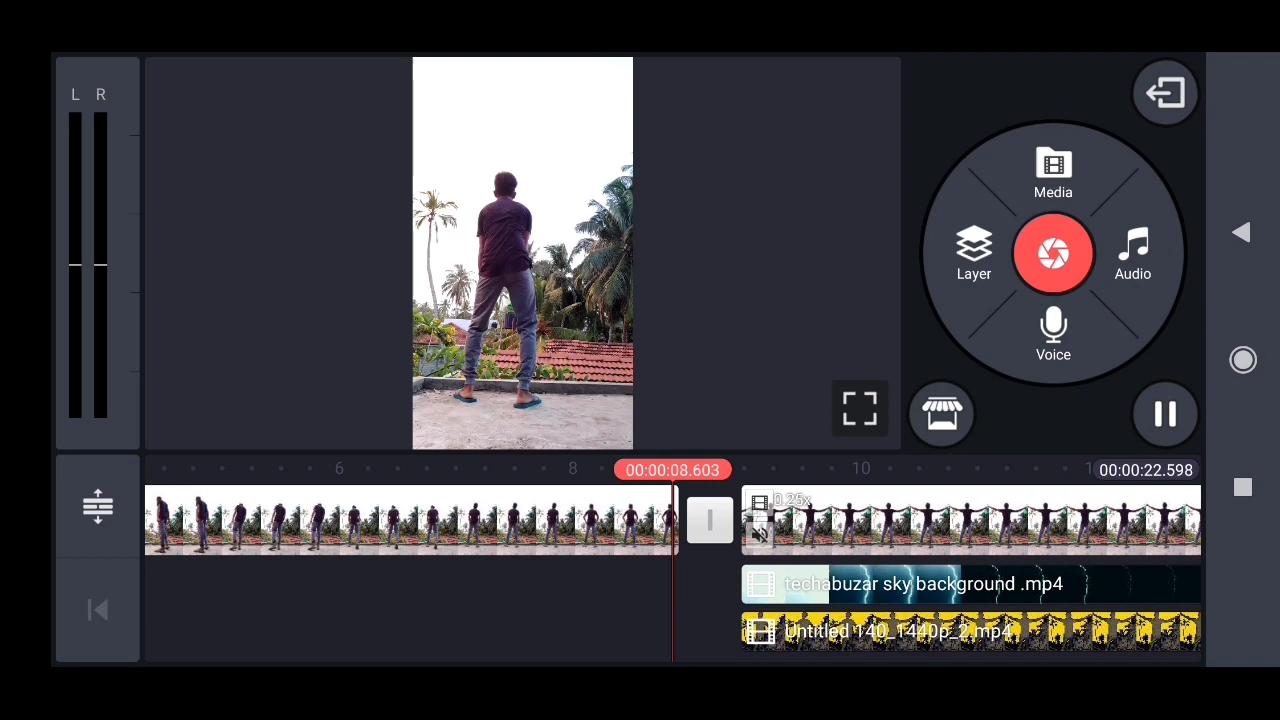 L R
Media
Layer
Audio
Voice
6
8
00:00:08.603
10
00:00:22.598
0.25x
techabuzar sky background .mp4
Untitled 140_1440p_2.mp4